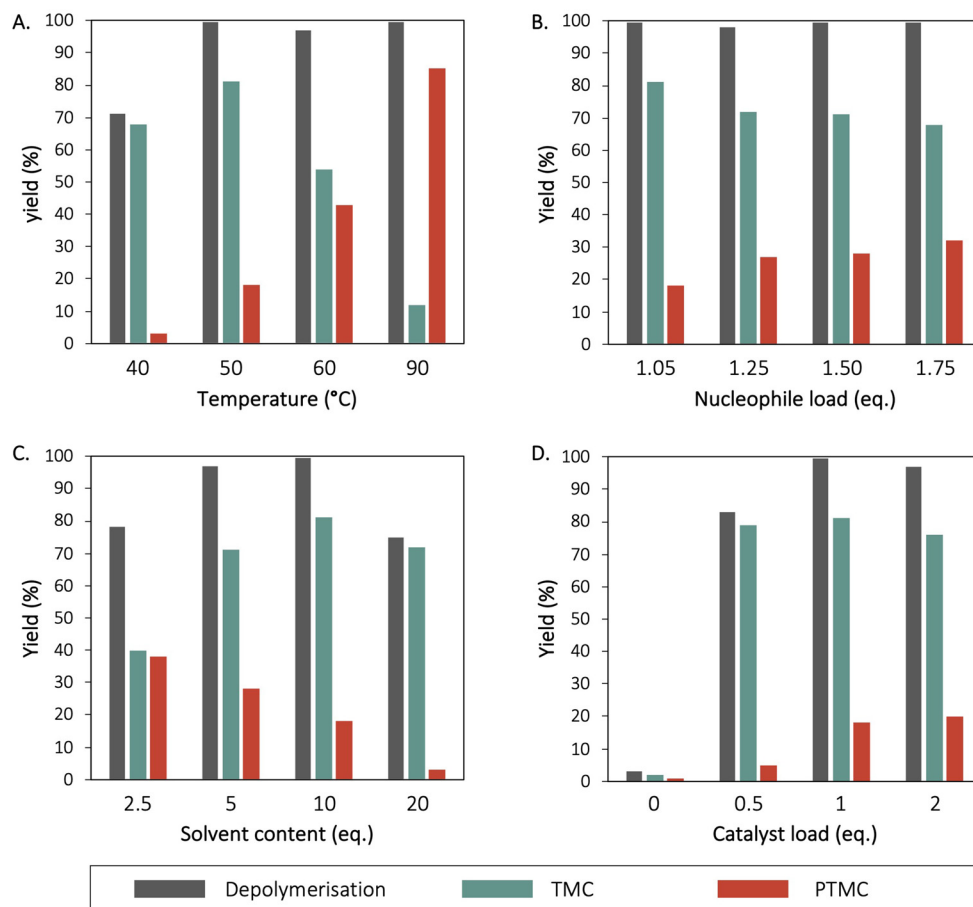 A.
100
90
80
70
60
50
40
30
20
10
0
yield (%)
40 50 60 90
Temperature (°C)
B.
100
90
80
70
60
50
40
30
20
10
0
Yield (%)
1.05 1.25 1.50 1.75
Nucleophile load (eq.)
C.
100
90
80
70
60
50
40
30
20
10
0
Yield (%)
2.5 5 10 20
Solvent content (eq.)
D.
100
90
80
70
60
50
40
30
20
10
0
Yield (%)
0 0.5 1 2
Catalyst load (eq.)
Depolymerisation TMC PTMC